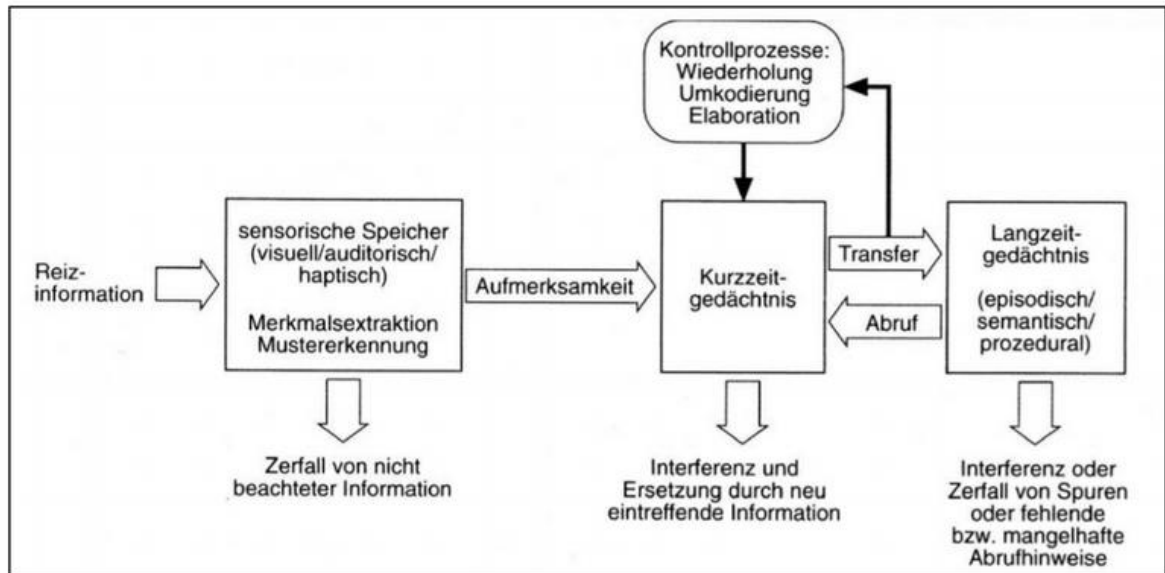 Kontrollprozesse:
Wiederholung
Umkodierung
Elaboration
Reiz-
information
sensorische Speicher
(visuell/auditorisch/
haptisch)
Merkmalsextraktion
Mustererkennung
Aufmerksamkeit
Kurzzeit-
gedächtnis
Transfer
Abruf
Langzeit-
gedächtnis
(episodisch/
semantisch/
prozedural)
Zerfall von nicht
beachteter Information
Interferenz und
Ersetzung durch neu
eintreffende Information
Interferenz oder
Zerfall von Spuren
oder fehlende
bzw. mangelhafte
Abrufhinweise